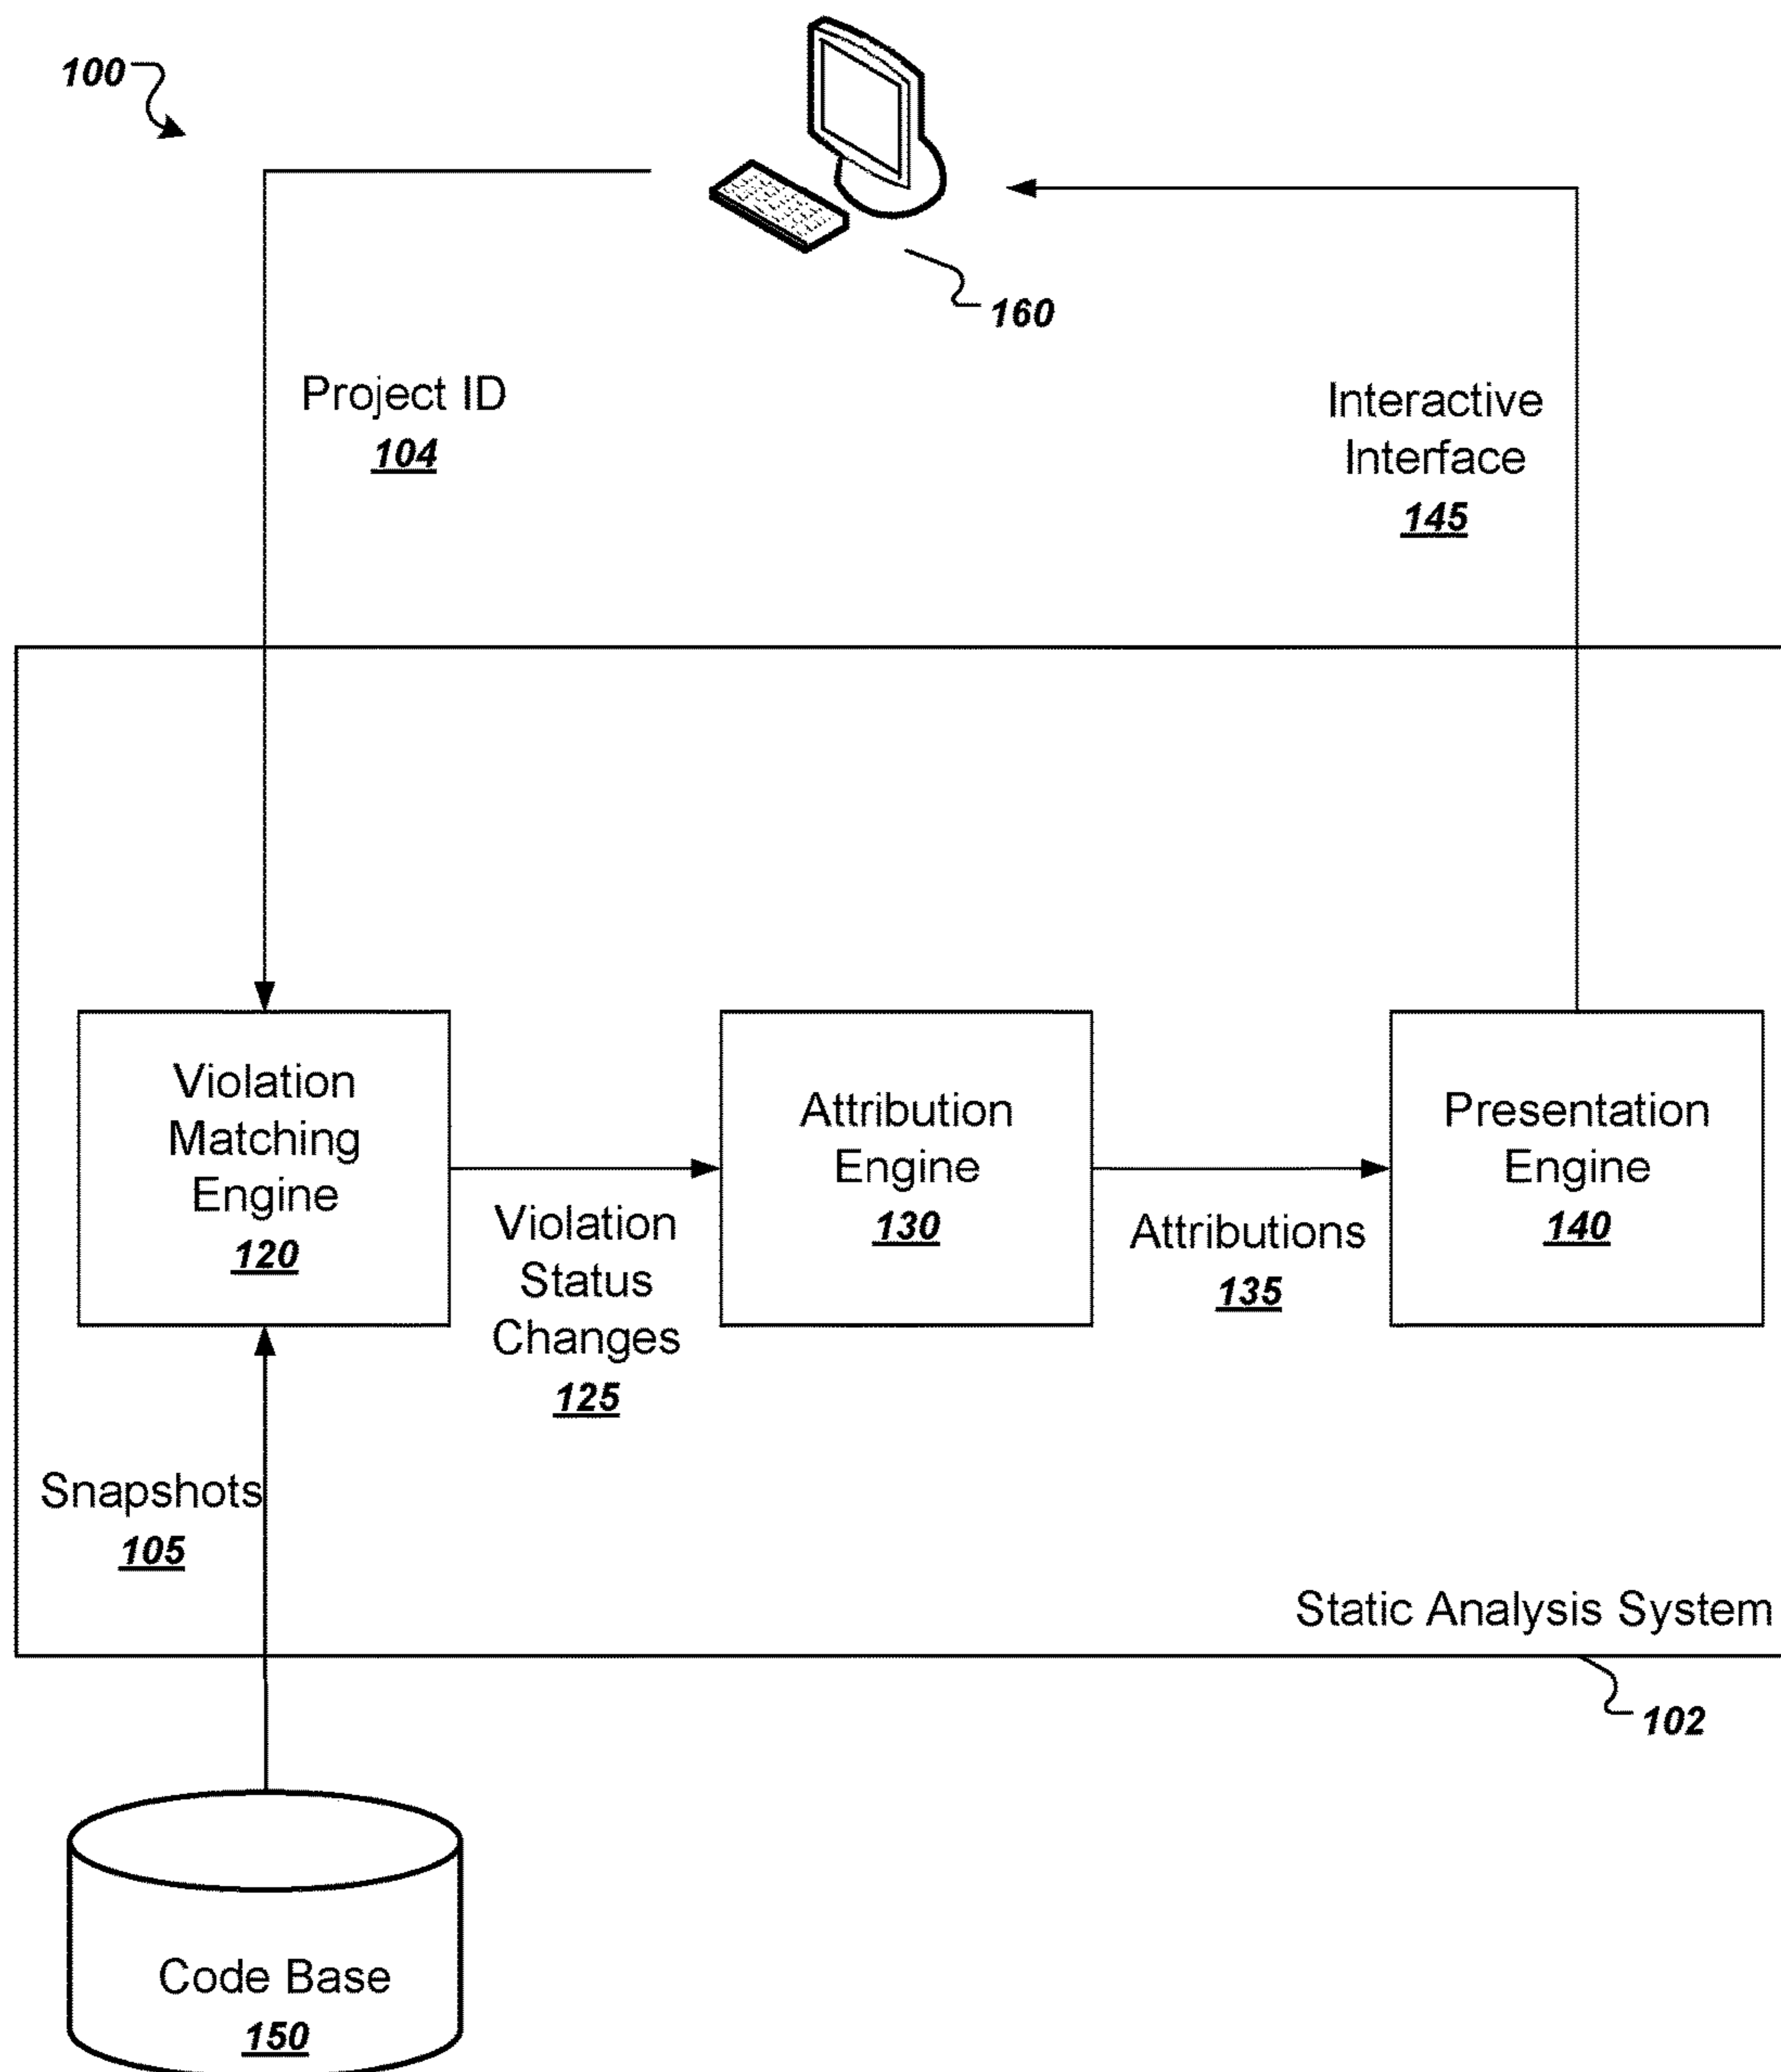 100
160
Project ID
104
Interactive
Interface
145
Violation
Matching
Engine
120
Violation
Status
Changes
125
Attribution
Engine
130
Attributions
135
Presentation
Engine
140
Snapshots
105
Static Analysis System
102
Code Base
150